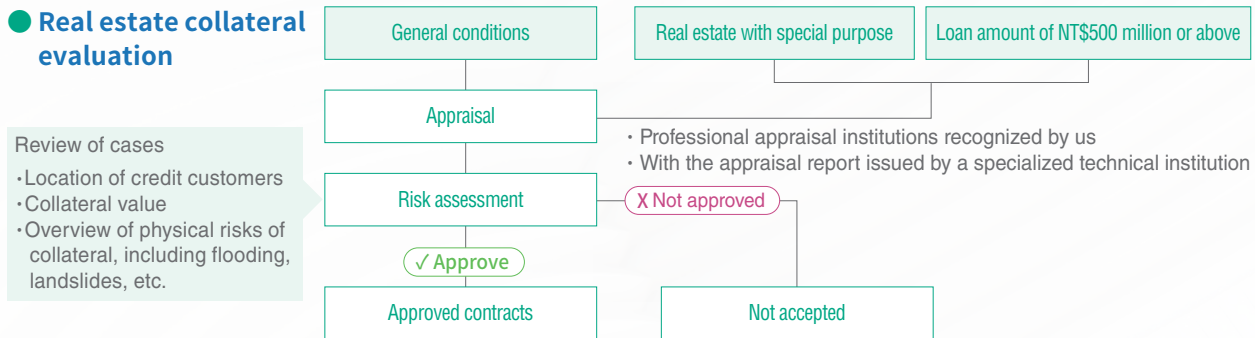 Real estate collateral
evaluation
General conditions
Real estate with special purpose
Loan amount of NT$500 million or above
Appraisal
・Professional appraisal institutions recognized by us
・With the appraisal report issued by a specialized technical institution
Review of cases
・Location of credit customers
・Collateral value
・Overview of physical risks of
collateral, including flooding,
landslides, etc.
Risk assessment
X Not approved
✓ Approve
Approved contracts
Not accepted